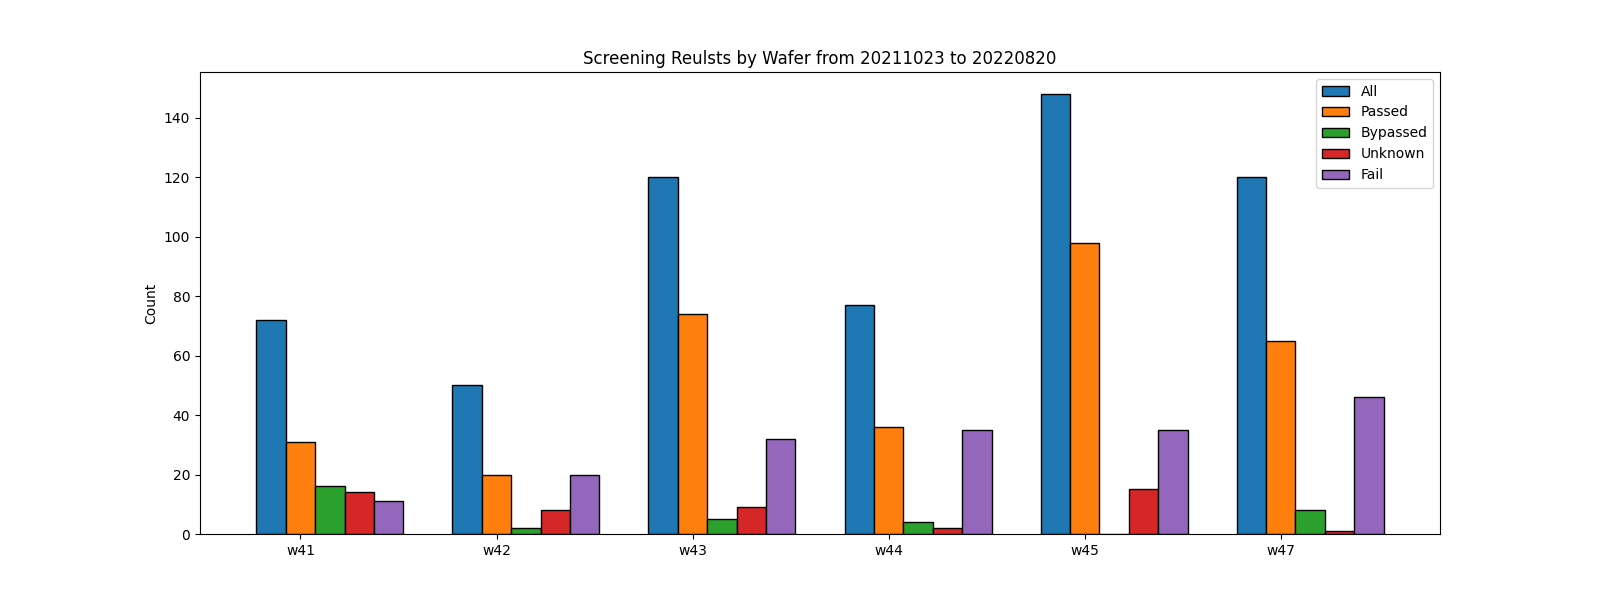 Screening Reulsts by Wafer from 20211023 to 20220820
All
Passed
Bypassed
Unknown
Fail
Count
140
120
100
80
60
40
20
0
w41
w42
w43
w44
w45
w47